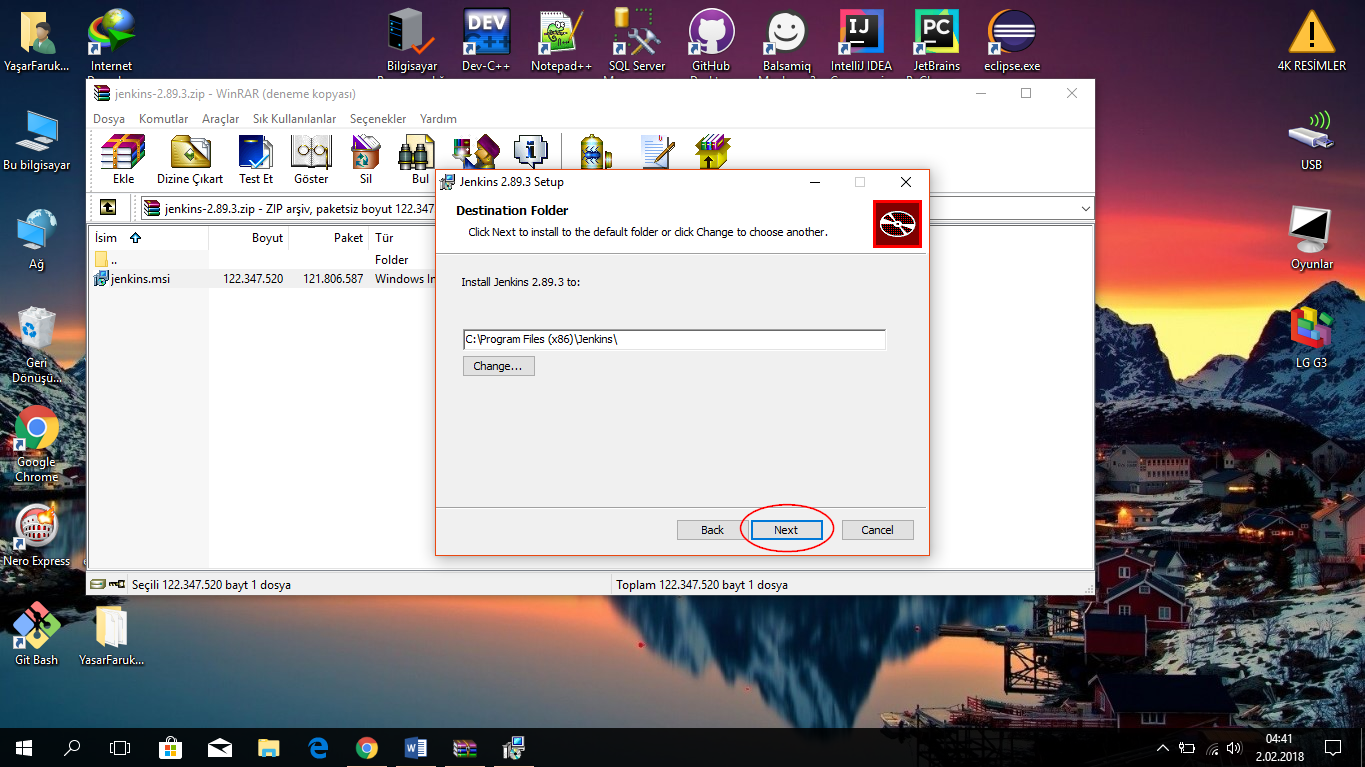 YaşarFaruk...
Internet
Bilgisayar
Dev-C++
Notepad++
SQL Server
GitHub
Balsamiq
IntelliJ IDEA
JetBrains
eclipse.exe
4K RESİMLER
DEV
C++
IJ
PC
jenkins-2.89.3.zip - WinRAR (deneme kopyası)
Dosya Komutlar Araçlar Sık Kullanılanlar Seçenekler Yardım
Ekle Dizine Çıkart Test Et Göster Sil Bul
jenkins-2.89.3.zip - ZIP arşiv, paketsiz boyut 122.347
İsim Boyut Paket Tür
.. Folder
jenkins.msi 122.347.520 121.806.587 Windows In
Seçili 122.347.520 bayt 1 dosya
Toplam 122.347.520 bayt 1 dosya
Jenkins 2.89.3 Setup
Destination Folder
Click Next to install to the default folder or click Change to choose another.
Install Jenkins 2.89.3 to:
C:\Program Files (x86)\Jenkins\
Change...
Back Next Cancel
Bu bilgisayar
Ağ
Geri
Dönüşü...
Google
Chrome
Nero Express
Git Bash
YasarFaruk...
USB
Oyunlar
LG G3
04:41
2.02.2018